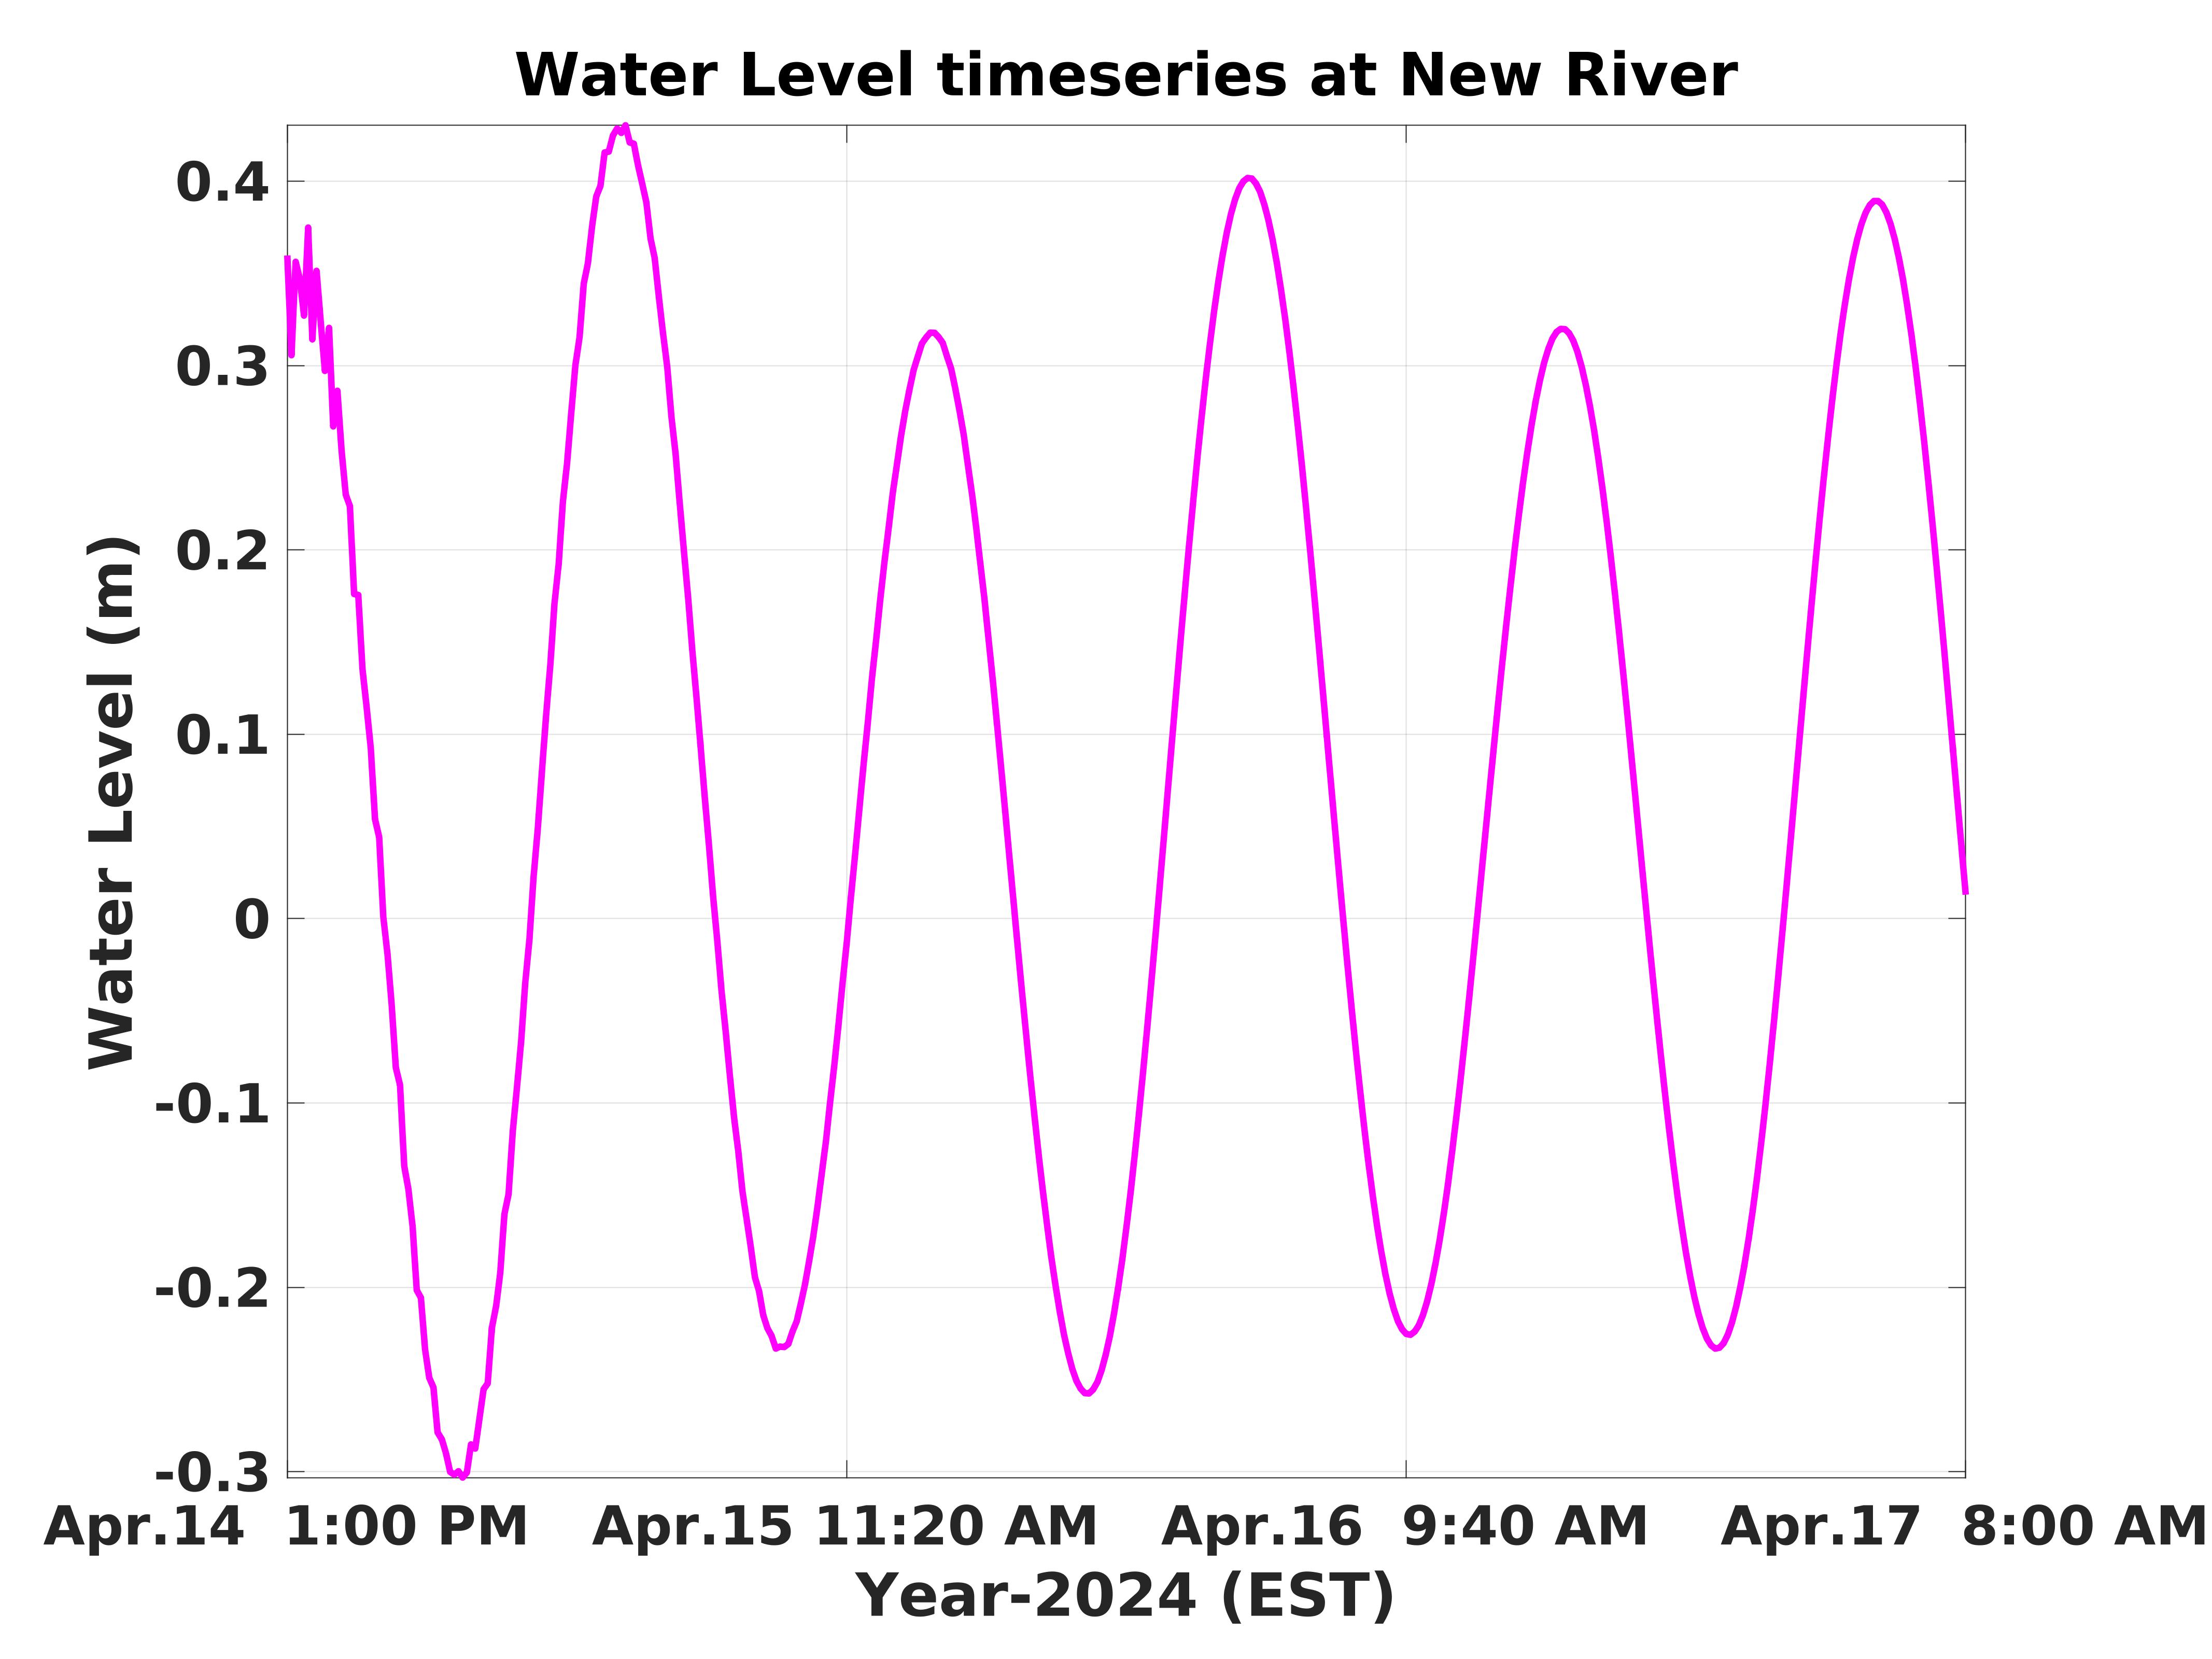 Water Level timeseries at New River
Water Level (m)
0.4
0.3
0.2
0.1
0
-0.1
-0.2
-0.3
Apr.14 1:00 PM Apr.15 11:20 AM Apr.16 9:40 AM Apr.17 8:00 AM
Year-2024 (EST)